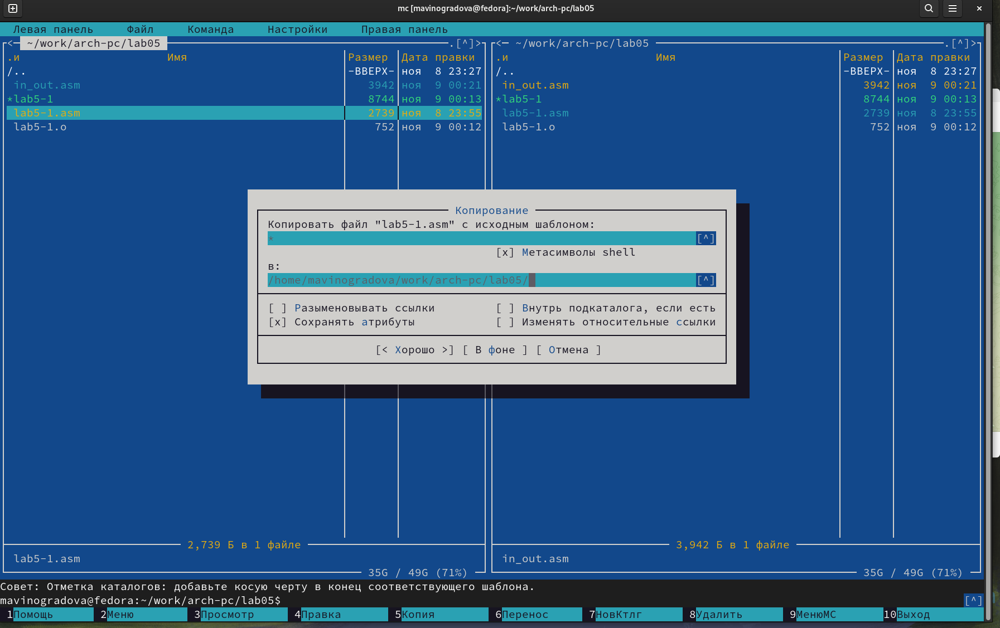 mc [mavinogradova@fedora]:~/work/arch-pc/lab05
Левая панель Файл Команда Настройки Правая панель
<─ ~/work/arch-pc/lab05 ─.[^]> <─ ~/work/arch-pc/lab05 ─.[^]>
.и Имя Размер Дата правки .и Имя Размер Дата правки
/.. -ВВЕРХ- ноя 8 23:27 /.. -ВВЕРХ- ноя 8 23:27
in_out.asm 3942 ноя 9 00:21 in_out.asm 3942 ноя 9 00:21
*lab5-1 8744 ноя 9 00:13 *lab5-1 8744 ноя 9 00:13
lab5-1.asm 2739 ноя 8 23:55 lab5-1.asm 2739 ноя 8 23:55
lab5-1.o 752 ноя 9 00:12 lab5-1.o 752 ноя 9 00:12
Копирование
Копировать файл "lab5-1.asm" с исходным шаблоном:
* [^]
[x] Метасимволы shell
в:
/home/mavinogradova/work/arch-pc/lab05/ [^]
[ ] Разыменовывать ссылки [ ] Внутрь подкаталога, если есть
[x] Сохранять атрибуты [ ] Изменять относительные ссылки
[< Хорошо >] [ В фоне ] [ Отмена ]
2,739 Б в 1 файле 3,942 Б в 1 файле
lab5-1.asm in_out.asm
35G / 49G (71%) 35G / 49G (71%)
Совет: Отметка каталогов: добавьте косую черту в конец соответствующего шаблона.
mavinogradova@fedora:~/work/arch-pc/lab05$ [^]
1Помощь 2Меню 3Просмотр 4Правка 5Копия 6Перенос 7НовКтлг 8Удалить 9МенюМС 10Выход